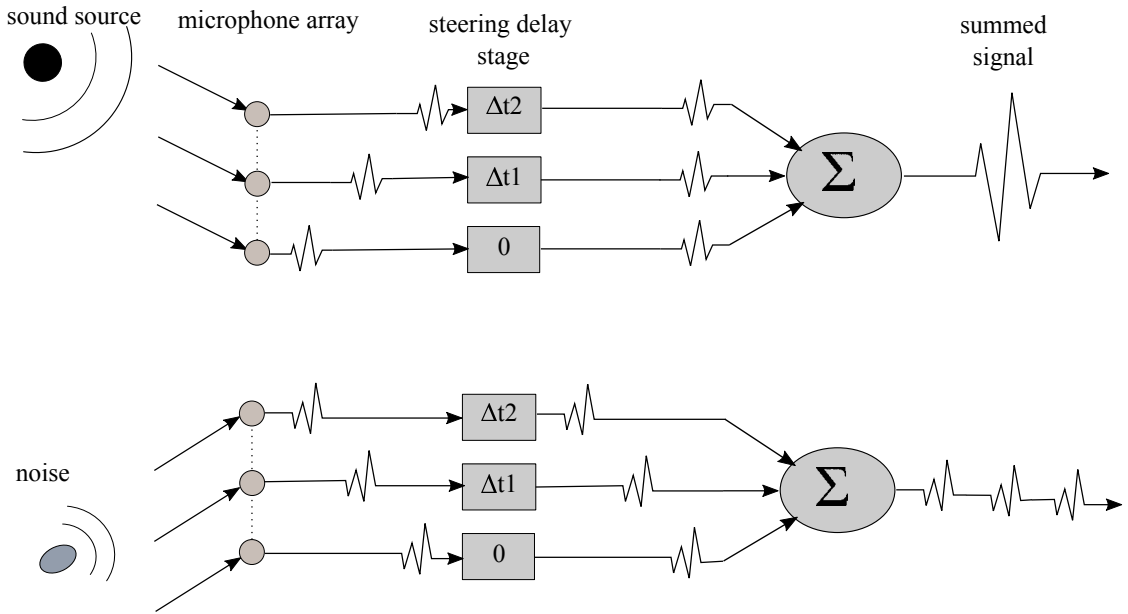 sound source
microphone array
steering delay
stage
summed
signal
Δt2
Δt1
0
Σ
noise
Δt2
Δt1
0
Σ